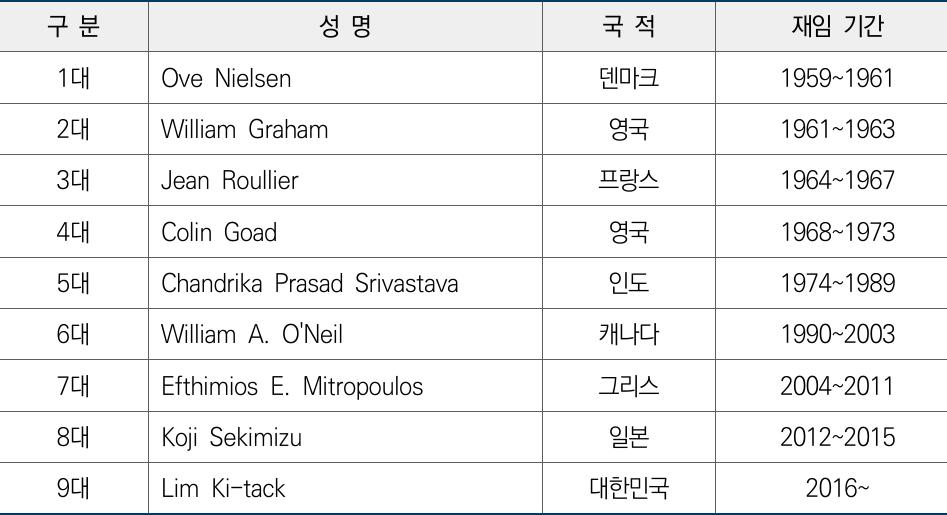 구 분 성 명 국 적 재임 기간
1대 Ove Nielsen 덴마크 1959~1961
2대 William Graham 영국 1961~1963
3대 Jean Roullier 프랑스 1964~1967
4대 Colin Goad 영국 1968~1973
5대 Chandrika Prasad Srivastava 인도 1974~1989
6대 William A. O'Neil 캐나다 1990~2003
7대 Efthimios E. Mitropoulos 그리스 2004~2011
8대 Koji Sekimizu 일본 2012~2015
9대 Lim Ki-tack 대한민국 2016~